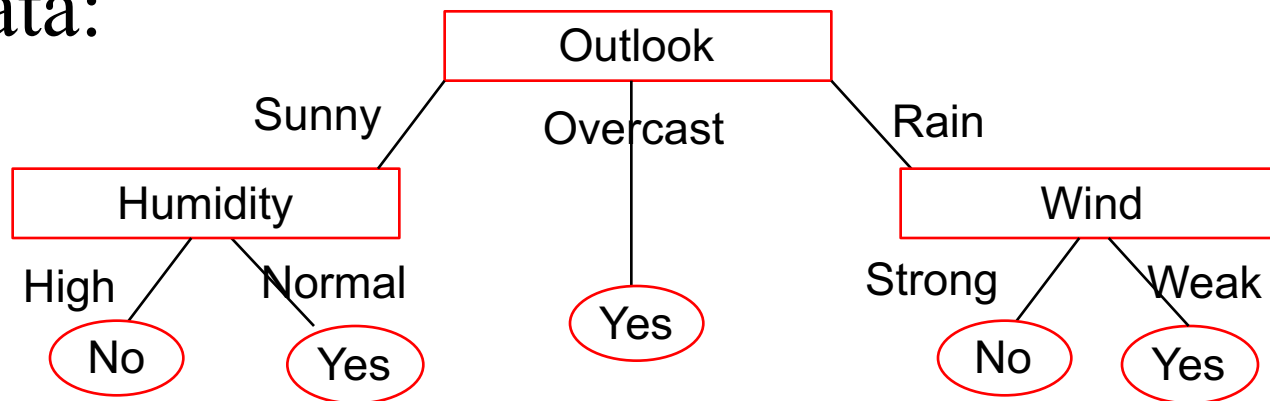 ata:
Outlook
Sunny
Overcast
Rain
Humidity
Wind
High
Normal
Strong
Weak
No
Yes
Yes
No
Yes